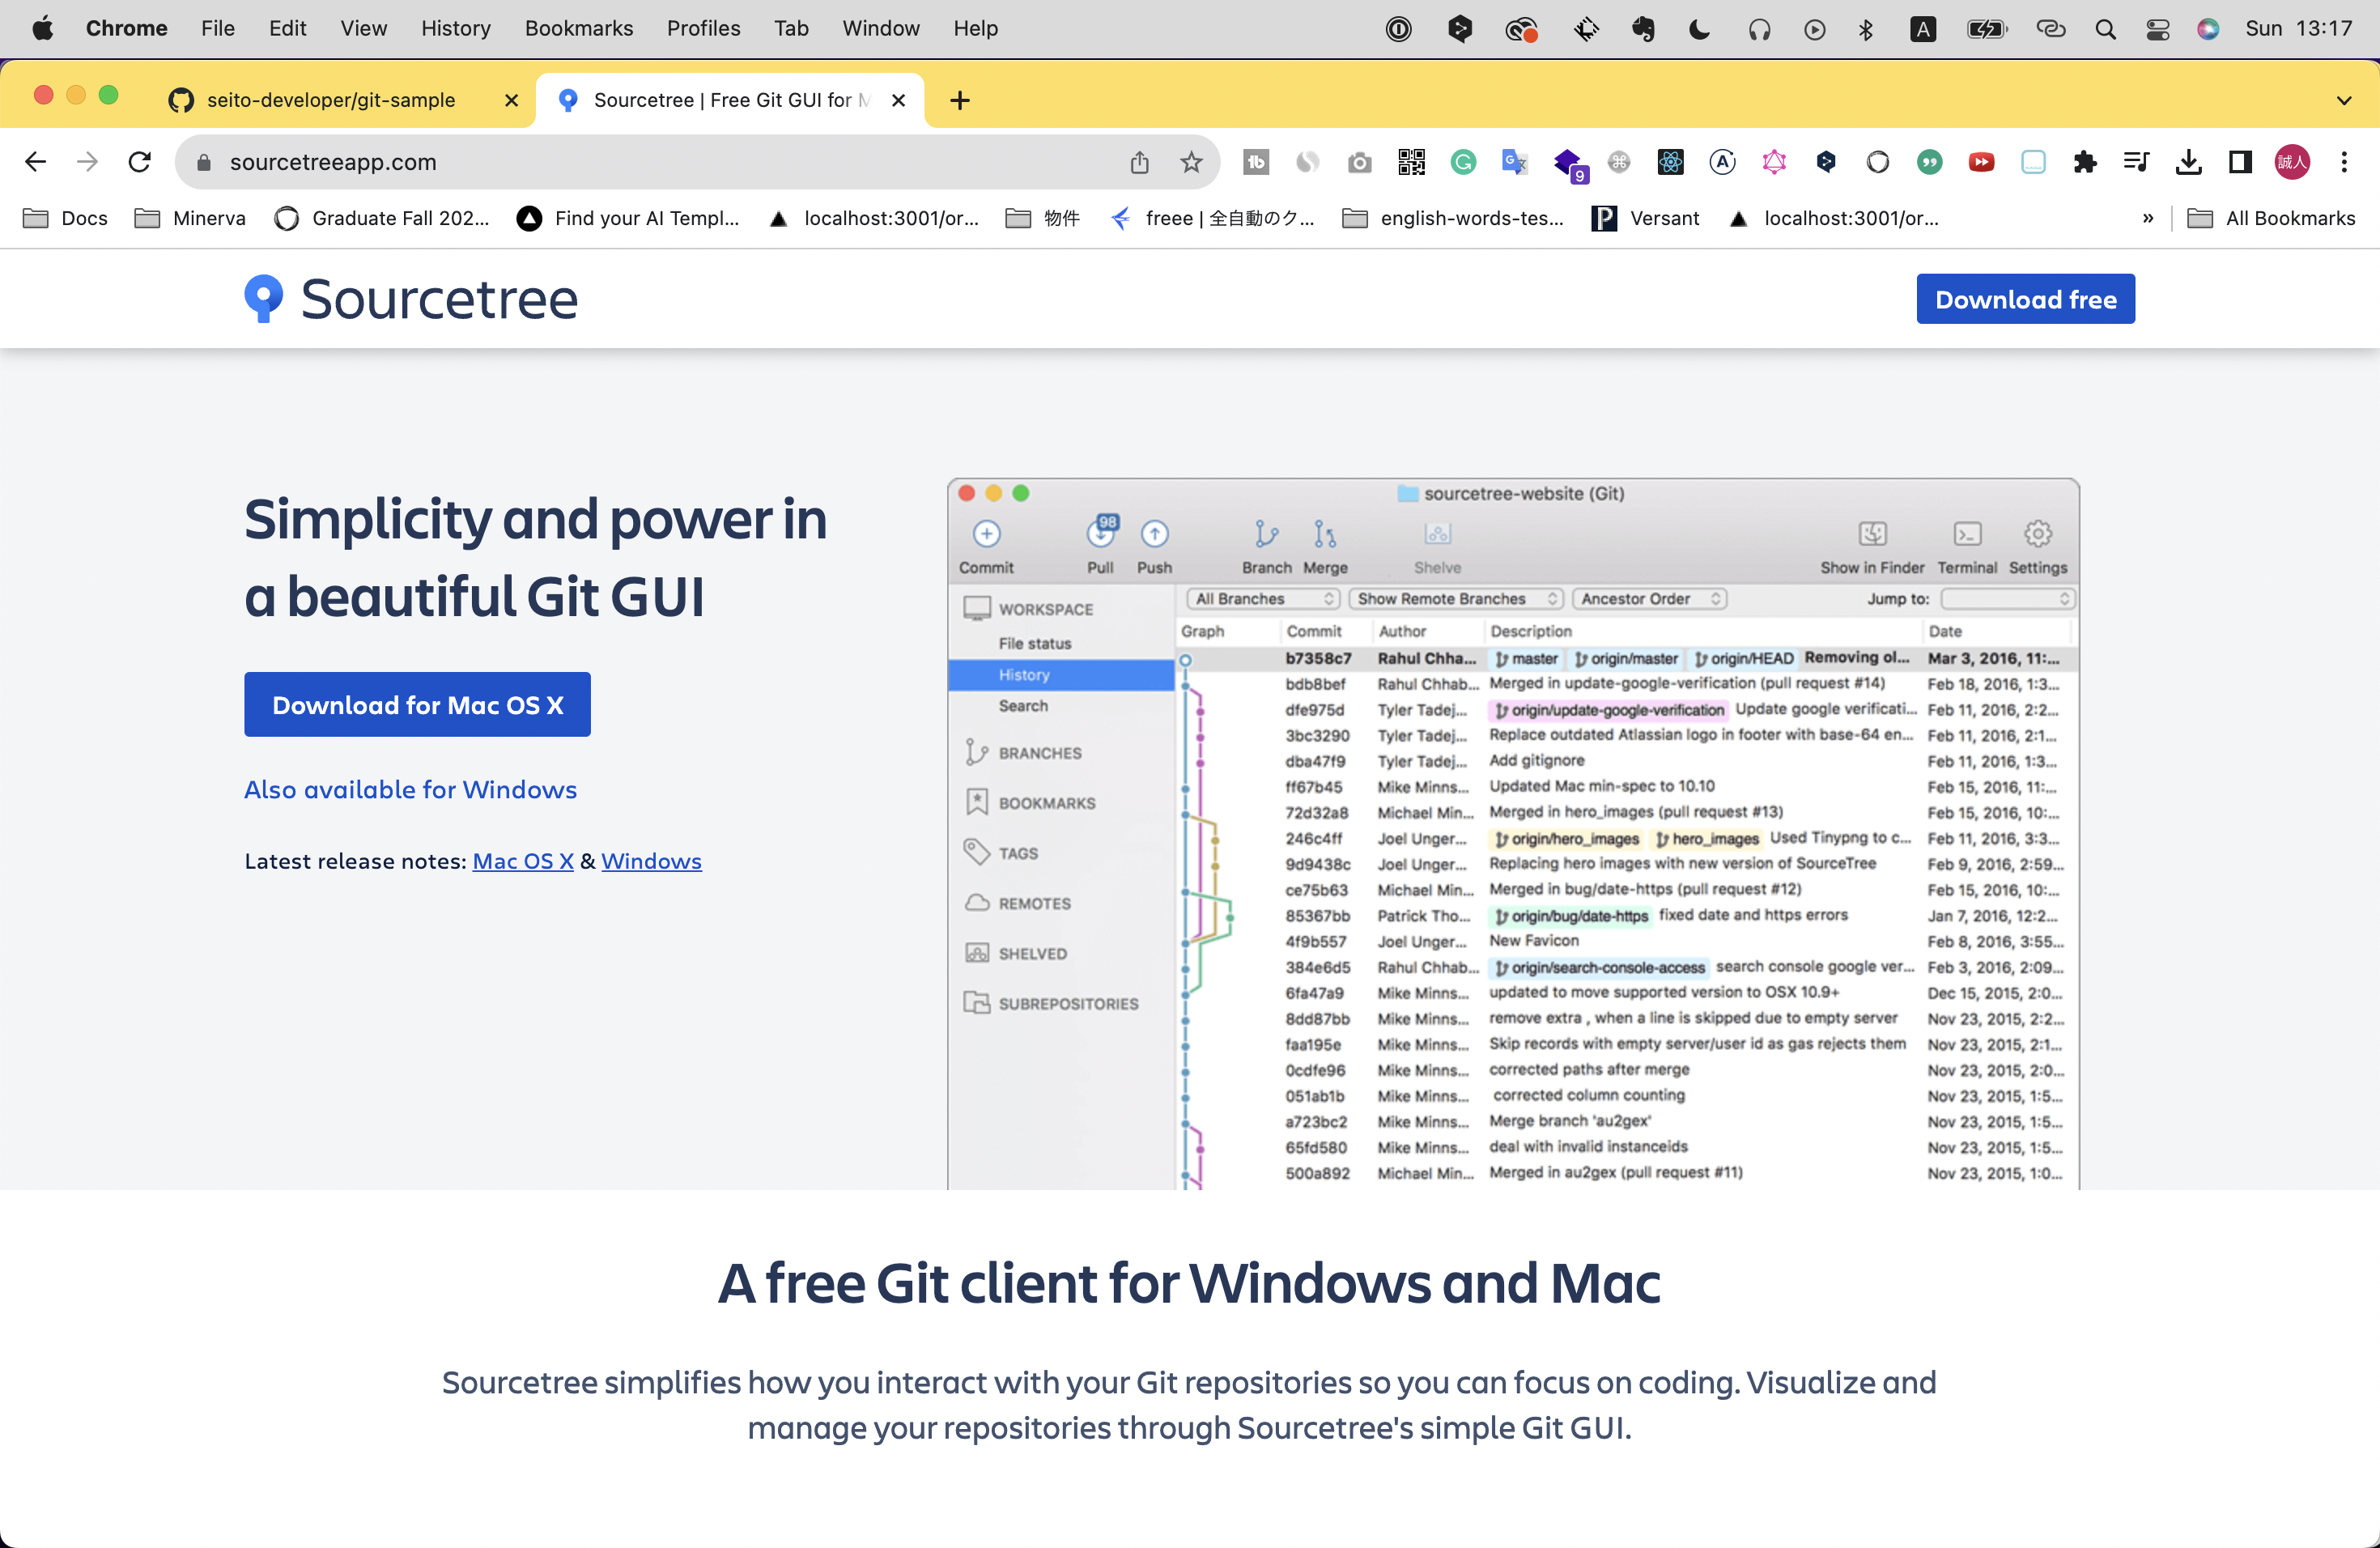 Chrome File Edit View History Bookmarks Profiles Tab Window Help A Sun 13:17
seito-developer/git-sample Sourcetree | Free Git GUI for M
sourcetreeapp.com 9 誠人
Docs Minerva Graduate Fall 202... Find your AI Templ... localhost:3001/or... 物件 freee | 全自動のク... english-words-tes... Versant localhost:3001/or... » All Bookmarks
Sourcetree
Download free
Simplicity and power in
a beautiful Git GUI
Download for Mac OS X
Also available for Windows
Latest release notes: Mac OS X & Windows
sourcetree-website (Git)
98
Commit Pull Push Branch Merge Shelve Show in Finder Terminal Settings
WORKSPACE
File status
History
Search
BRANCHES
BOOKMARKS
TAGS
REMOTES
SHELVED
SUBREPOSITORIES
All Branches Show Remote Branches Ancestor Order Jump to:
Graph Commit Author Description Date
b7358c7 Rahul Chha... master origin/master origin/HEAD Removing ol... Mar 3, 2016, 11:...
bdb8bef Rahul Chhab... Merged in update-google-verification (pull request #14) Feb 18, 2016, 1:3...
dfe975d Tyler Tadej... origin/update-google-verification Update google verificati... Feb 11, 2016, 2:2...
3bc3290 Tyler Tadej... Replace outdated Atlassian logo in footer with base-64 en... Feb 11, 2016, 2:1...
dba47f9 Tyler Tadej... Add gitignore Feb 11, 2016, 1:3...
ff67b45 Mike Minns... Updated Mac min-spec to 10.10 Feb 15, 2016, 11:...
72d32a8 Michael Min... Merged in hero_images (pull request #13) Feb 15, 2016, 10:...
246c4ff Joel Unger... origin/hero_images hero_images Used Tinypng to c... Feb 11, 2016, 3:3...
9d9438c Joel Unger... Replacing hero images with new version of SourceTree Feb 9, 2016, 2:59...
ce75b63 Michael Min... Merged in bug/date-https (pull request #12) Feb 15, 2016, 10:...
85367bb Patrick Tho... origin/bug/date-https fixed date and https errors Jan 7, 2016, 12:2...
4f9b557 Joel Unger... New Favicon Feb 8, 2016, 3:55...
384e6d5 Rahul Chhab... origin/search-console-access search console google ver... Feb 3, 2016, 2:09...
6fa47a9 Mike Minns... updated to move supported version to OSX 10.9+ Dec 15, 2015, 2:0...
8dd87bb Mike Minns... remove extra , when a line is skipped due to empty server Nov 23, 2015, 2:2...
faa195e Mike Minns... Skip records with empty server/user id as gas rejects them Nov 23, 2015, 2:1...
0cdfe96 Mike Minns... corrected paths after merge Nov 23, 2015, 2:0...
051ab1b Mike Minns... corrected column counting Nov 23, 2015, 1:5...
a723bc2 Mike Minns... Merge branch 'au2gex' Nov 23, 2015, 1:5...
65fd580 Mike Minns... deal with invalid instanceids Nov 23, 2015, 1:5...
500a892 Michael Min... Merged in au2gex (pull request #11) Nov 23, 2015, 1:0...
A free Git client for Windows and Mac
Sourcetree simplifies how you interact with your Git repositories so you can focus on coding. Visualize and
manage your repositories through Sourcetree's simple Git GUI.